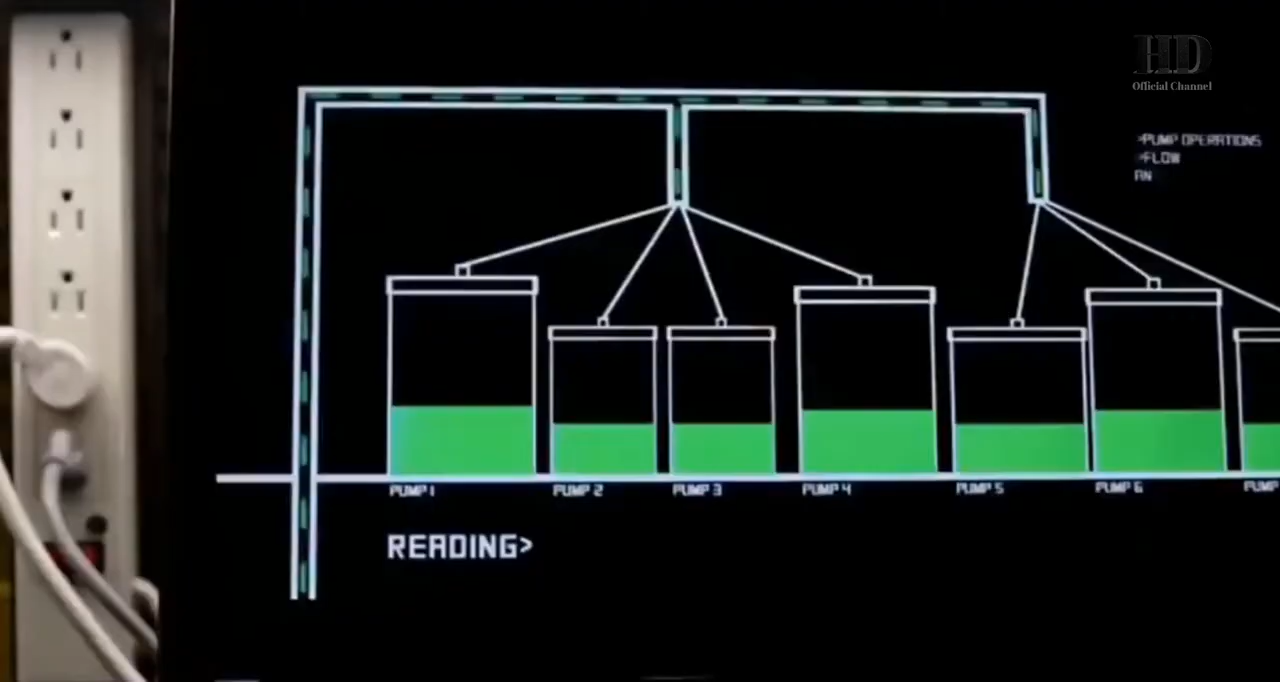 HD
Official Channel
>PUMP OPERATIONS
>FLOW
PUMP 1
PUMP 2
PUMP 3
PUMP 4
PUMP 5
PUMP 6
PUMP
READING>